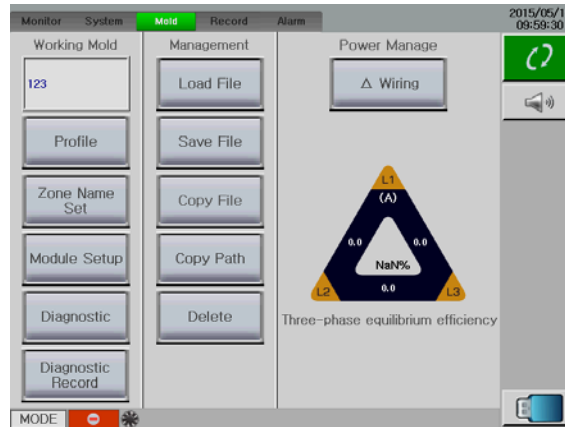 Monitor System Mold Record Alarm
2015/05/1
09:59:30
Working Mold
123
Profile
Zone Name
Set
Module Setup
Diagnostic
Diagnostic
Record
Management
Load File
Save File
Copy File
Copy Path
Delete
Power Manage
Δ Wiring
L1
(A)
0.0 0.0
NaN%
0.0
L2 L3
Three-phase equilibrium efficiency
MODE